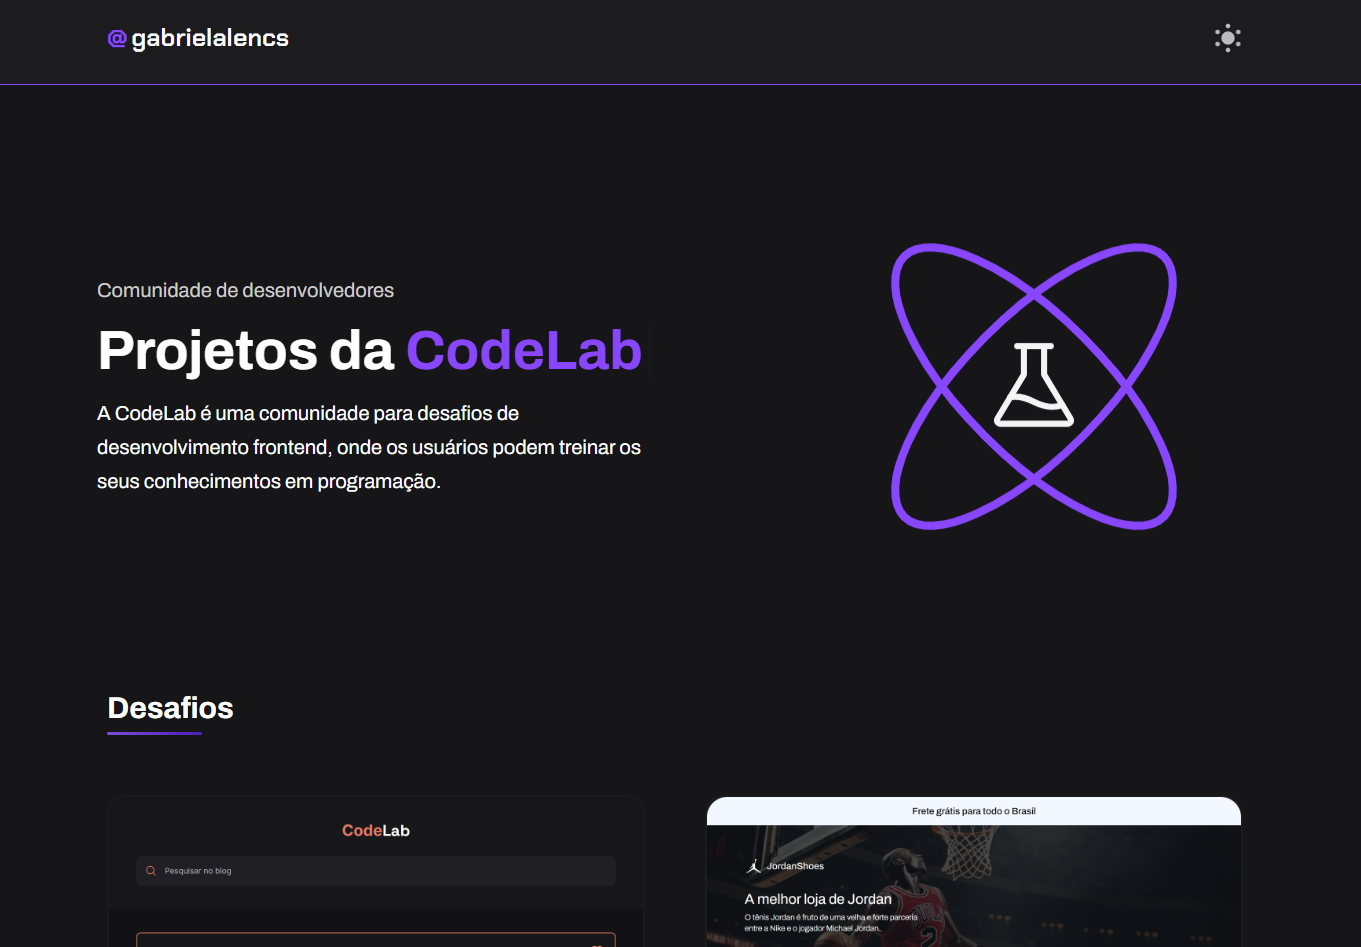 @gabrielalencs
Comunidade de desenvolvedores
Projetos da CodeLab
A CodeLab é uma comunidade para desafios de
desenvolvimento frontend, onde os usuários podem treinar os
seus conhecimentos em programação.
Desafios
CodeLab
Pesquisar no blog
Frete grátis para todo o Brasil
JordanShoes
A melhor loja de Jordan
O tênis Jordan é fruto de uma velha e forte parceria
entre a Nike e o jogador Michael Jordan.